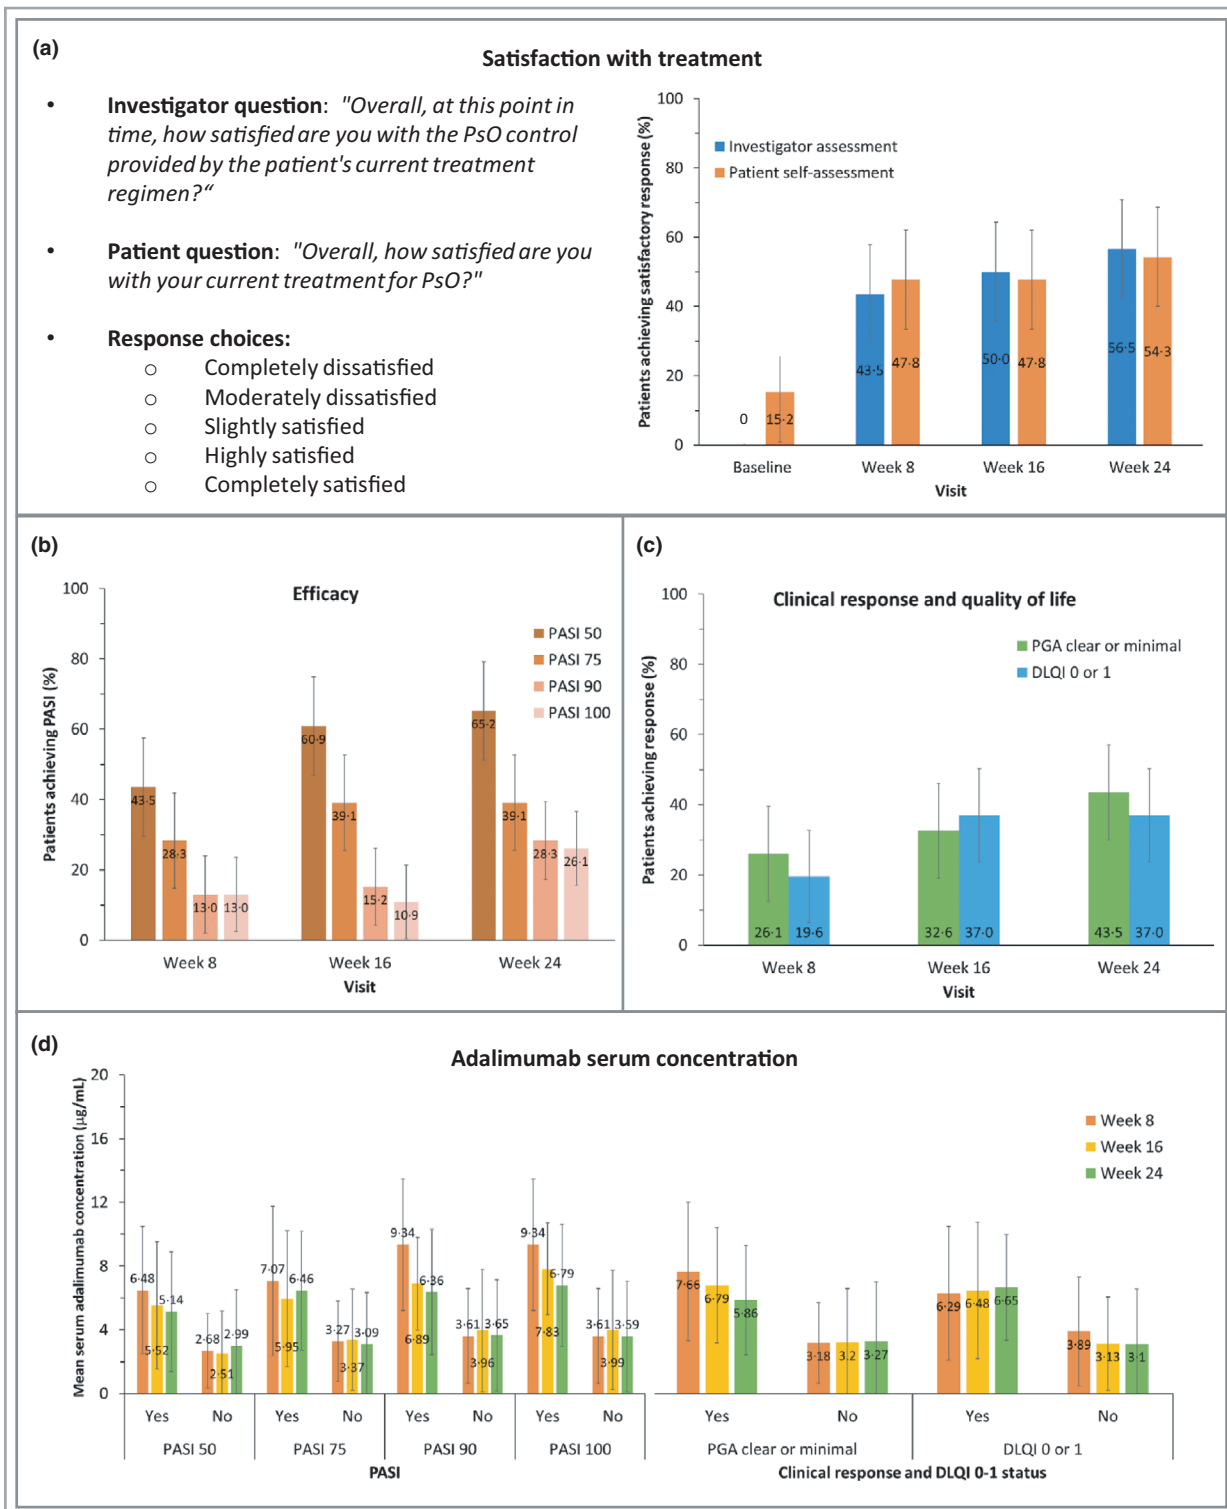 (a)
Satisfaction with treatment
• Investigator question: "Overall, at this point in
time, how satisfied are you with the PsO control
provided by the patient's current treatment
regimen?“
• Patient question: "Overall, how satisfied are you
with your current treatment for PsO?"
• Response choices:
o Completely dissatisfied
o Moderately dissatisfied
o Slightly satisfied
o Highly satisfied
o Completely satisfied
Patients achieving satisfactory response (%)
100
80
60
40
20
0
Investigator assessment
Patient self-assessment
0
15·2
43·5
47·8
50·0
47·8
56·5
54·3
Baseline
Week 8
Week 16
Week 24
Visit
(b)
Efficacy
Patients achieving PASI (%)
100
80
60
40
20
0
PASI 50
PASI 75
PASI 90
PASI 100
43·5
28·3
13·0
13·0
60·9
39·1
15·2
10·9
65·2
39·1
28·3
26·1
Week 8
Week 16
Week 24
Visit
(c)
Clinical response and quality of life
Patients achieving response (%)
100
80
60
40
20
0
PGA clear or minimal
DLQI 0 or 1
26·1
19·6
32·6
37·0
43·5
37·0
Week 8
Week 16
Week 24
Visit
(d)
Adalimumab serum concentration
Mean serum adalimumab concentration (µg/mL)
20
16
12
8
4
0
Week 8
Week 16
Week 24
6·48
5·52
5·14
2·68
2·51
2·99
7·07
5·95
6·46
3·27
3·37
3·09
9·34
6·89
6·36
3·61
3·96
3·65
9·34
7·83
6·79
3·61
3·99
3·59
7·66
6·79
5·86
3·18
3·2
3·27
6·29
6·48
6·65
3·89
3·13
3·1
Yes
No
Yes
No
Yes
No
Yes
No
Yes
No
Yes
No
PASI 50
PASI 75
PASI 90
PASI 100
PGA clear or minimal
DLQI 0 or 1
PASI
Clinical response and DLQI 0-1 status